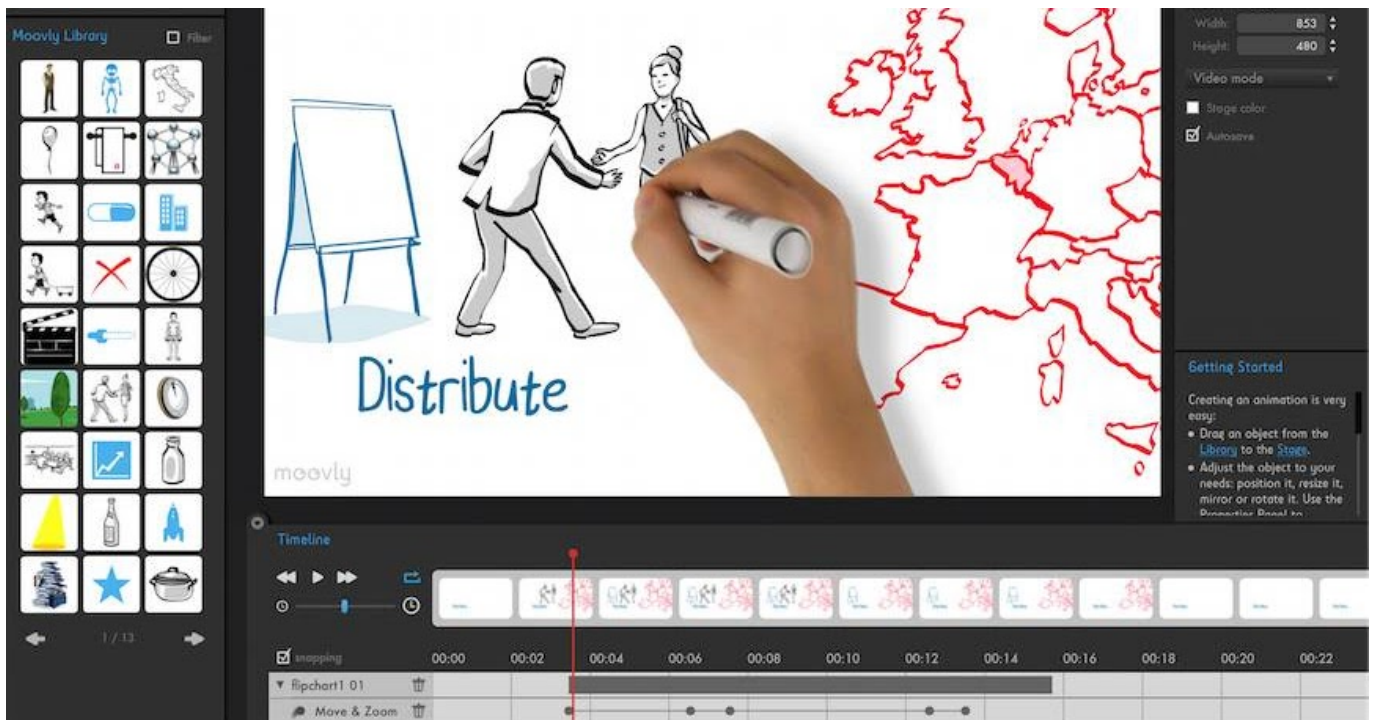 Moovly Library
Filter
1 / 13
Distribute
moovly
Width: 853
Height: 480
Video mode
Stage color
Autosave
Getting Started
Creating an animation is very
easy:
• Drag an object from the
Library to the Stage.
• Adjust the object to your
needs: position it, resize it,
mirror or rotate it. Use the
Properties Panel to
Timeline
snapping
00:00 00:02 00:04 00:06 00:08 00:10 00:12 00:14 00:16 00:18 00:20 00:22
flipchart1 01
Move & Zoom